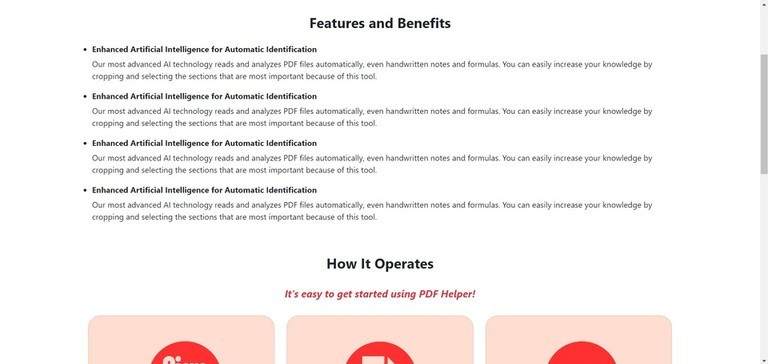 Features and Benefits
Enhanced Artificial Intelligence for Automatic Identification
Our most advanced AI technology reads and analyzes PDF files automatically, even handwritten notes and formulas. You can easily increase your knowledge by
cropping and selecting the sections that are most important because of this tool.
Enhanced Artificial Intelligence for Automatic Identification
Our most advanced AI technology reads and analyzes PDF files automatically, even handwritten notes and formulas. You can easily increase your knowledge by
cropping and selecting the sections that are most important because of this tool.
Enhanced Artificial Intelligence for Automatic Identification
Our most advanced AI technology reads and analyzes PDF files automatically, even handwritten notes and formulas. You can easily increase your knowledge by
cropping and selecting the sections that are most important because of this tool.
Enhanced Artificial Intelligence for Automatic Identification
Our most advanced AI technology reads and analyzes PDF files automatically, even handwritten notes and formulas. You can easily increase your knowledge by
cropping and selecting the sections that are most important because of this tool.
How It Operates
It's easy to get started using PDF Helper!